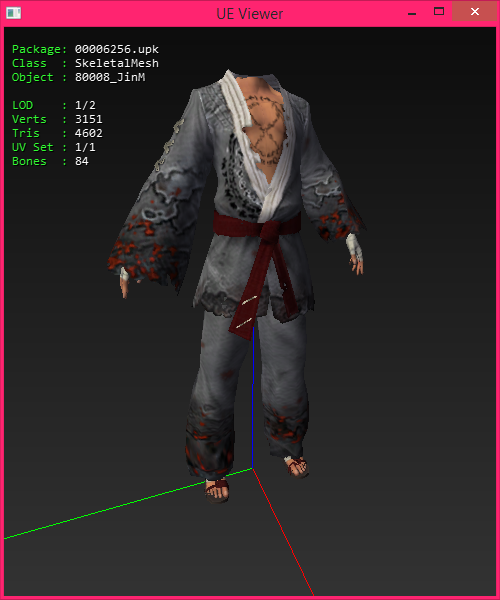 UE Viewer
Package: 00006256.upk
Class : SkeletalMesh
Object : 80008_JinM
LOD : 1/2
Verts : 3151
Tris : 4602
UV Set : 1/1
Bones : 84